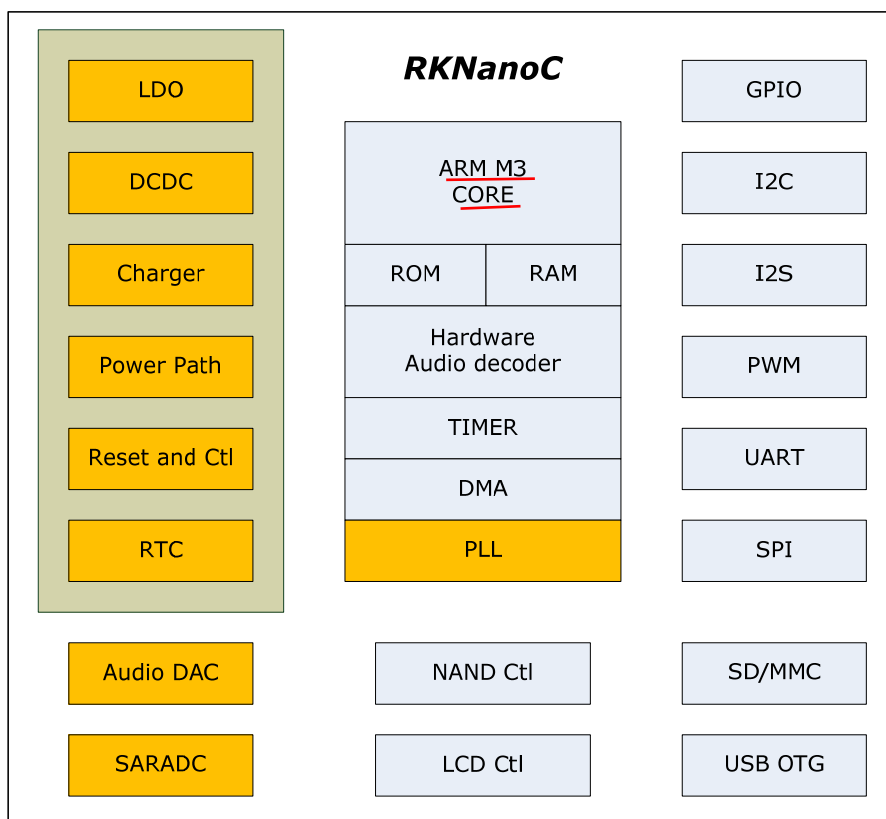 RKNanoC
LDO
DCDC
Charger
Power Path
Reset and Ctl
RTC
Audio DAC
SARADC
ARM M3
CORE
ROM
RAM
Hardware
Audio decoder
TIMER
DMA
PLL
NAND Ctl
LCD Ctl
GPIO
I2C
I2S
PWM
UART
SPI
SD/MMC
USB OTG